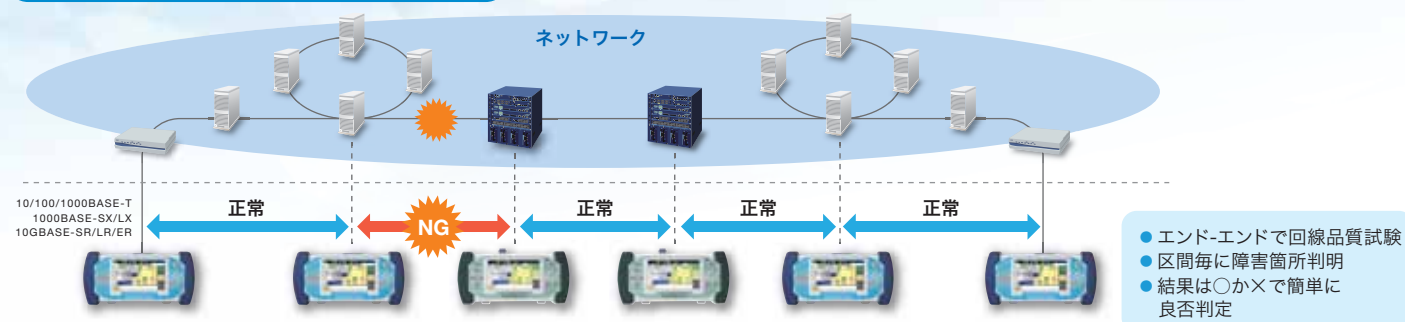 ネットワーク
10/100/1000BASE-T
1000BASE-SX/LX
10GBASE-SR/LR/ER
正常
NG
正常
正常
正常
● エンド-エンドで回線品質試験
● 区間毎に障害箇所判明
● 結果は○か×で簡単に
良否判定